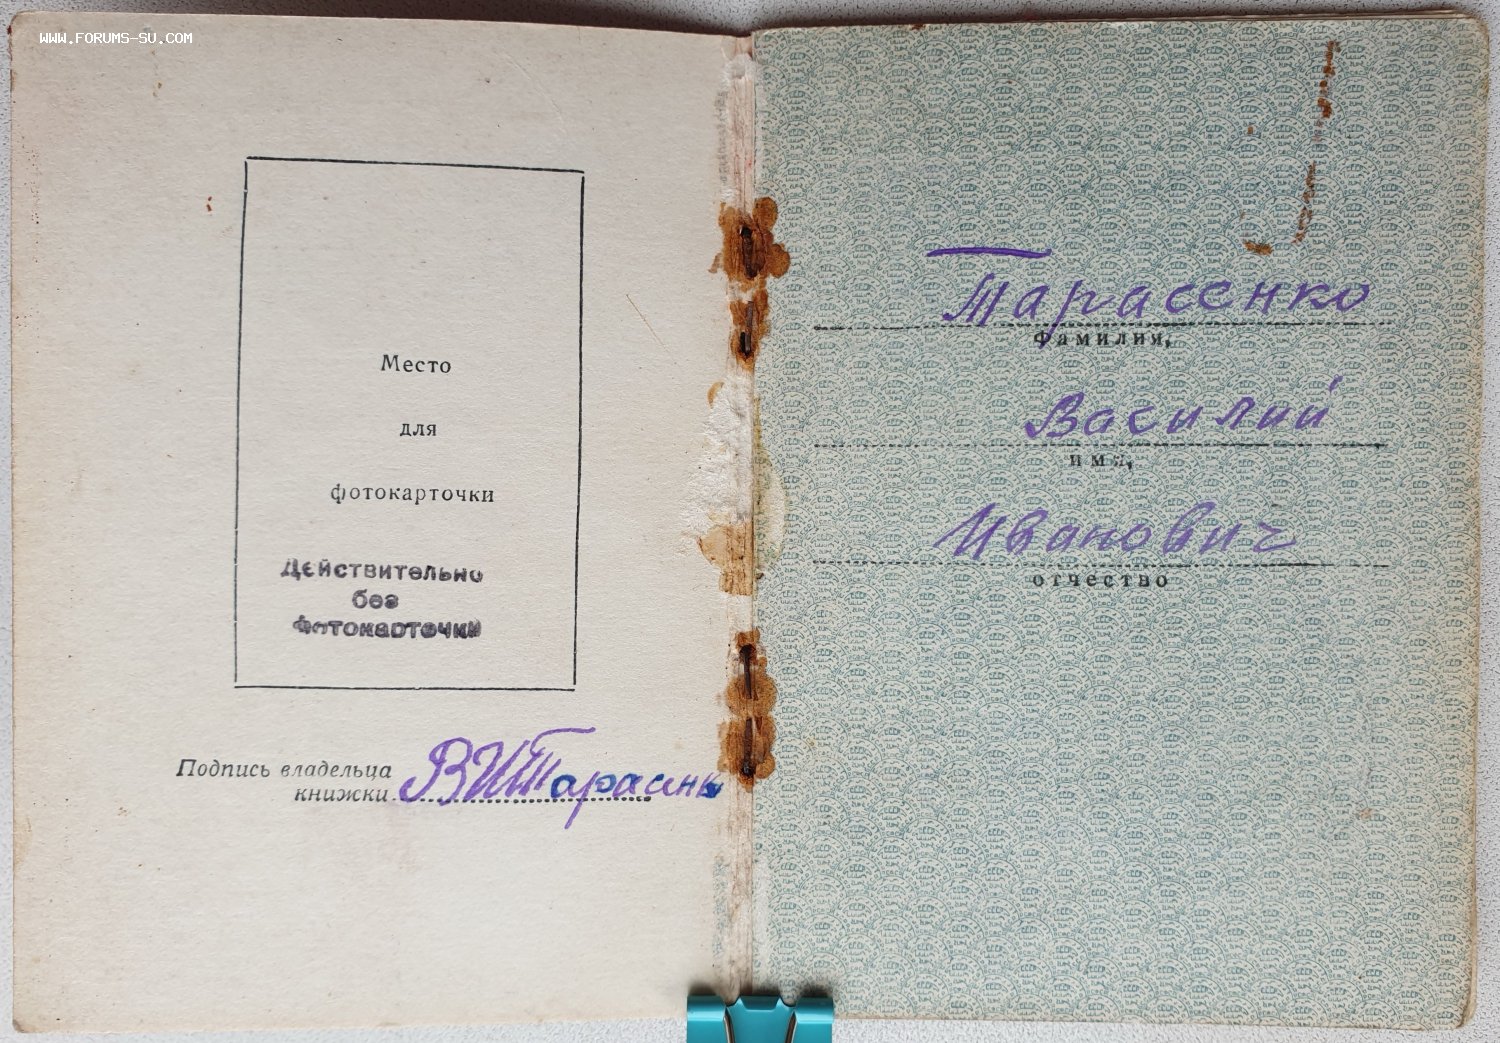 WWW.FORUMS-SU.COM
Место
для
фотокарточки
Действительно
без
фотокарточки
Подпись владельца
книжки ВИТарасенк
Тарасенко
фамилия,
Василий
имя,
Иванович
отчество